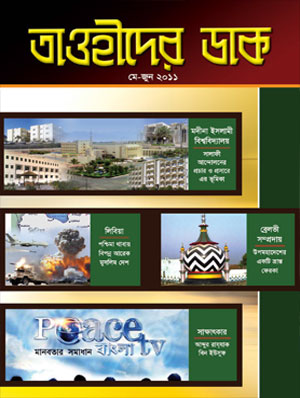 তাওহীদের ডাক
মে-জুন ২০১১
মদীনা ইসলামী
বিশ্ববিদ্যালয়
সালাফী
আন্দোলনের
প্রচার ও প্রসারে
এর ভূমিকা
লিবিয়া
পশ্চিমা থাবায়
বিপন্ন আরেক
মুসলিম দেশ
ব্রেলভী
সম্প্রদায়
উপমহাদেশের
একটি ভ্রান্ত
ফেরকা
Peace
মানবতার সমাধান বাংলা tv
সাক্ষাৎকার
আব্দুর রাযযাক
বিন ইউসুফ